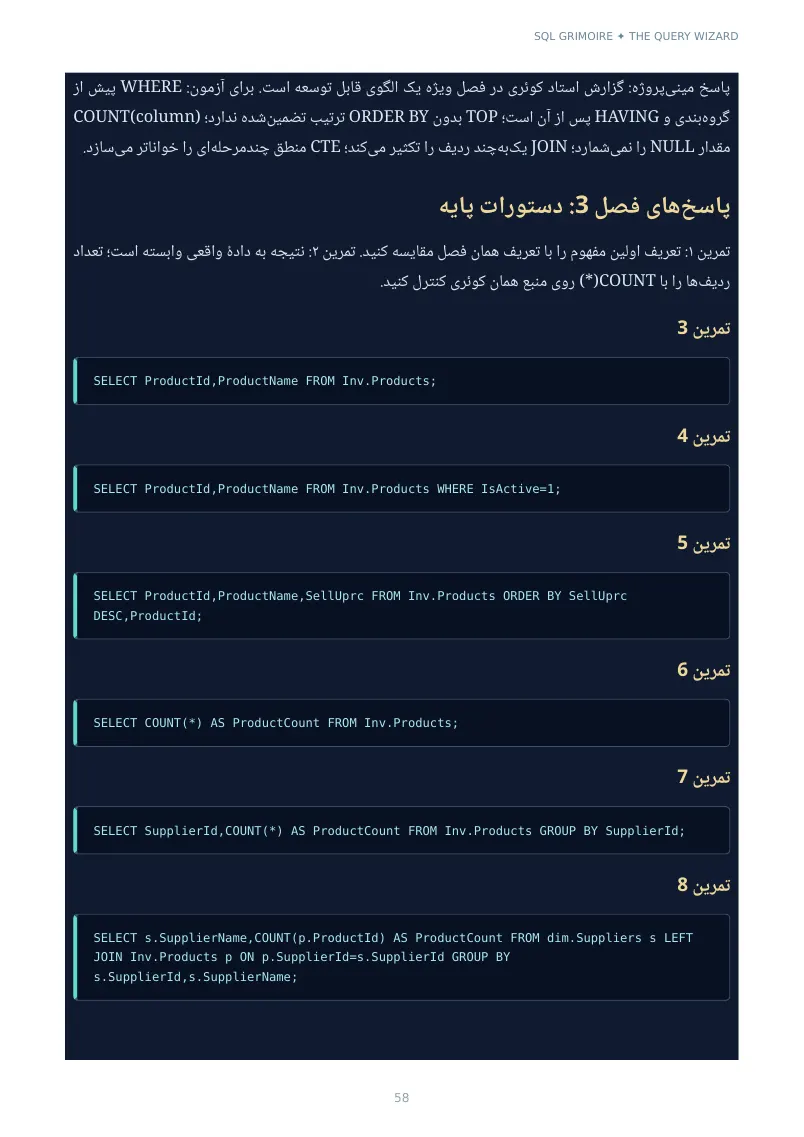 SQL GRIMOIRE ✦ THE QUERY WIZARD
پاسخ مینی‌پروژه: گزارش استاد کوئری در فصل ویژه یک الگوی قابل توسعه است. برای آزمون: WHERE پیش از
گروه‌بندی و HAVING پس از آن است؛ TOP بدون ORDER BY ترتیب تضمین‌شده ندارد؛ COUNT(column)
مقدار NULL را نمی‌شمارد؛ JOIN یک‌به‌چند ردیف را تکثیر می‌کند؛ CTE منطق چندمرحله‌ای را خواناتر می‌سازد.
پاسخ‌های فصل 3: دستورات پایه
تمرین ۱: تعریف اولین مفهوم را با تعریف همان فصل مقایسه کنید. تمرین ۲: نتیجه به دادهٔ واقعی وابسته است؛ تعداد
ردیف‌ها را با COUNT(*) روی منبع همان کوئری کنترل کنید.
تمرین 3
SELECT ProductId,ProductName FROM Inv.Products;
تمرین 4
SELECT ProductId,ProductName FROM Inv.Products WHERE IsActive=1;
تمرین 5
SELECT ProductId,ProductName,SellUprc FROM Inv.Products ORDER BY SellUprc
DESC,ProductId;
تمرین 6
SELECT COUNT(*) AS ProductCount FROM Inv.Products;
تمرین 7
SELECT SupplierId,COUNT(*) AS ProductCount FROM Inv.Products GROUP BY SupplierId;
تمرین 8
SELECT s.SupplierName,COUNT(p.ProductId) AS ProductCount FROM dim.Suppliers s LEFT
JOIN Inv.Products p ON p.SupplierId=s.SupplierId GROUP BY
s.SupplierId,s.SupplierName;
58